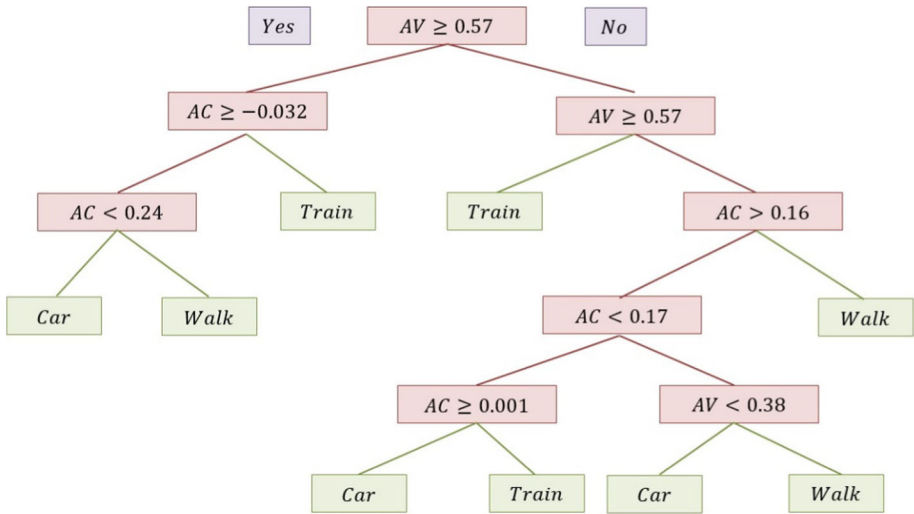 Yes
AV ≥ 0.57
No
AC ≥ −0.032
AV ≥ 0.57
AC < 0.24
Train
Train
AC > 0.16
Car
Walk
AC < 0.17
Walk
AC ≥ 0.001
AV < 0.38
Car
Train
Car
Walk